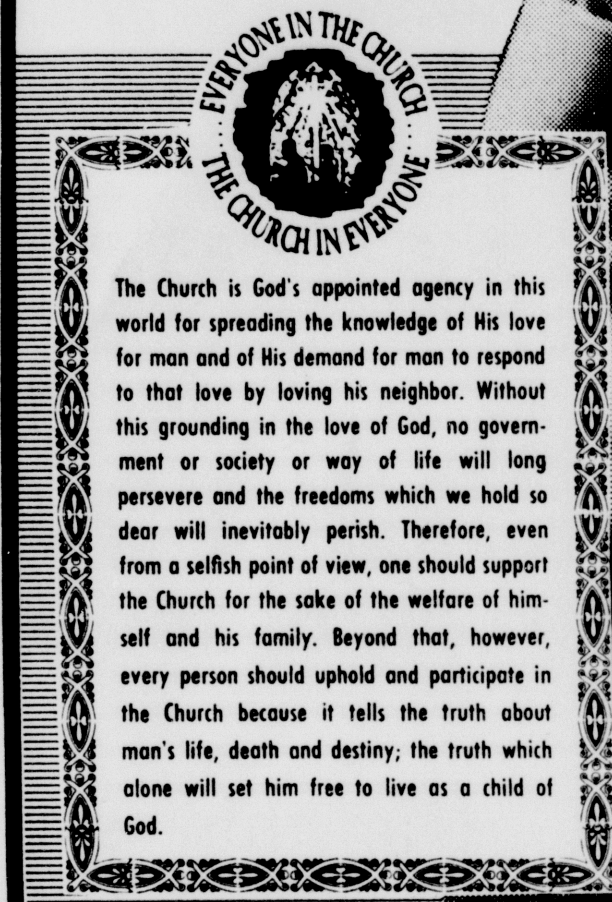 EVERYONE IN THE CHURCH
THE CHURCH IN EVERYONE
The Church is God's appointed agency in this
world for spreading the knowledge of His love
for man and of His demand for man to respond
to that love by loving his neighbor. Without
this grounding in the love of God, no govern-
ment or society or way of life will long
persevere and the freedoms which we hold so
dear will inevitably perish. Therefore, even
from a selfish point of view, one should support
the Church for the sake of the welfare of him-
self and his family. Beyond that, however,
every person should uphold and participate in
the Church because it tells the truth about
man's life, death and destiny; the truth which
alone will set him free to live as a child of
God.